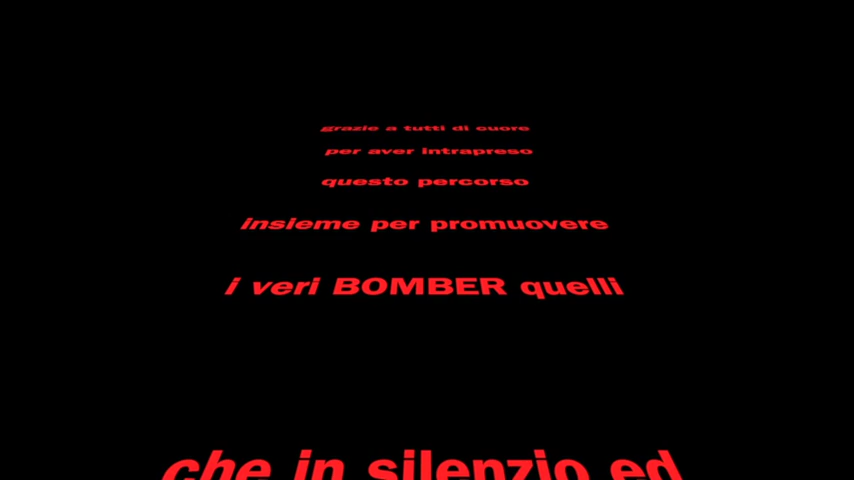 grazie a tutti di cuore
per aver intrapreso
questo percorso
insieme per promuovere
i veri BOMBER quelli
che in silenzio ed